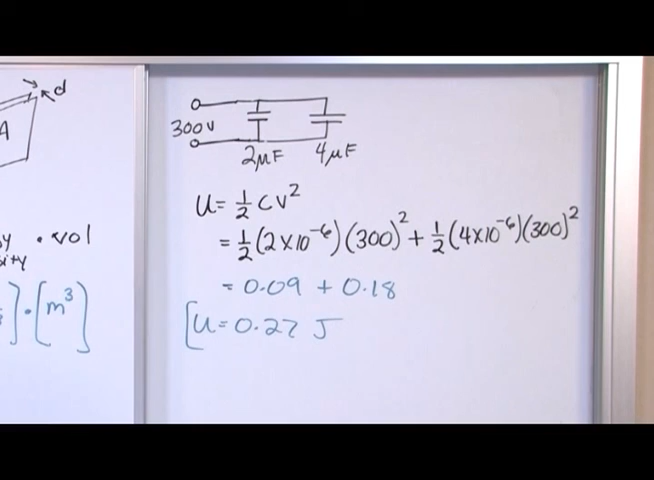 d
A
· vol
] · [m³]
300V
2μF 4μF
U = ½ CV²
= ½ (2×10⁻⁶)(300)² + ½ (4×10⁻⁶)(300)²
= 0.09 + 0.18
[U = 0.27 J